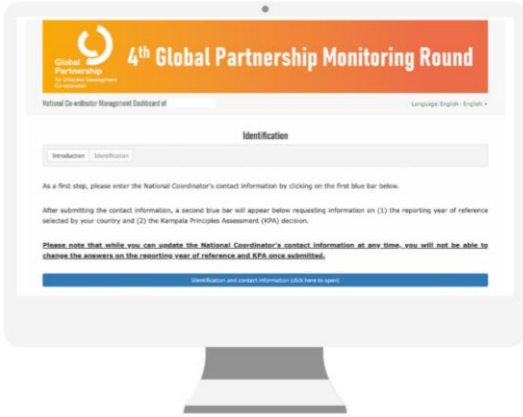 Global
Partnership
for Effective Development
Co-operation
4th Global Partnership Monitoring Round
National Co-ordinator Management Dashboard of
Language: English - English
Identification
Introduction Identification
As a first step, please enter the National Coordinator's contact information by clicking on the first blue bar below.
After submitting the contact information, a second blue bar will appear below requesting information on (1) the reporting year of reference
selected by your country and (2) the Kampala Principles Assessment (KPA) decision.
Please note that while you can update the National Coordinator's contact information at any time, you will not be able to
change the answers on the reporting year of reference and KPA once submitted.
Identification and contact information (click here to open)